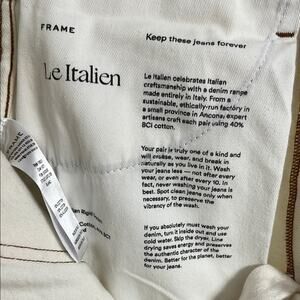 FRAME
Keep these jeans forever
Le Italien
Le Italien celebrates Italian
craftsmanship with a denim range
made entirely in Italy. From a
sustainable, ethically-run factory in
a small province in Ancona, expert
artisans craft each pair using 40%
BCI cotton.
Your pair is truly one of a kind and
will crease, wear, and break in
naturally as you live in it. Wash
your jeans less — not after every
wear, or even after every 10. In
fact, never washing your jeans is
best. Spot clean jeans only when
necessary, to preserve the
vibrancy of the wash.
If you absolutely must wash your
denim, turn it inside out and use
cold water. Skip the dryer. Line
drying saves energy and preserves
the authentic character of the
denim. Better for the planet, better
for your jeans.
FRAME